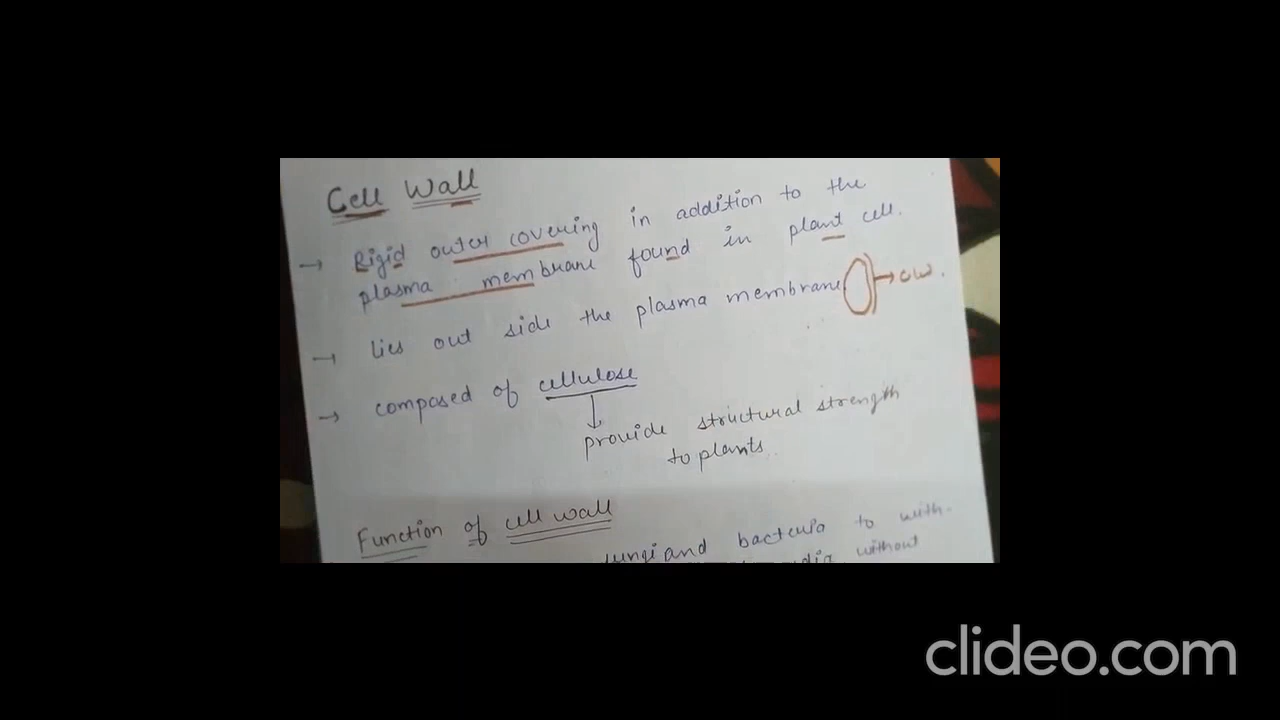 Cell Wall
→ Rigid outer covering in addition to the
plasma membrane found in plant cell.
→ lies out side the plasma membrane → CW.
→ composed of cellulose
↓
provide structural strength
to plants.
Function of cell wall
fungi and bacteria to with-
without
clideo.com